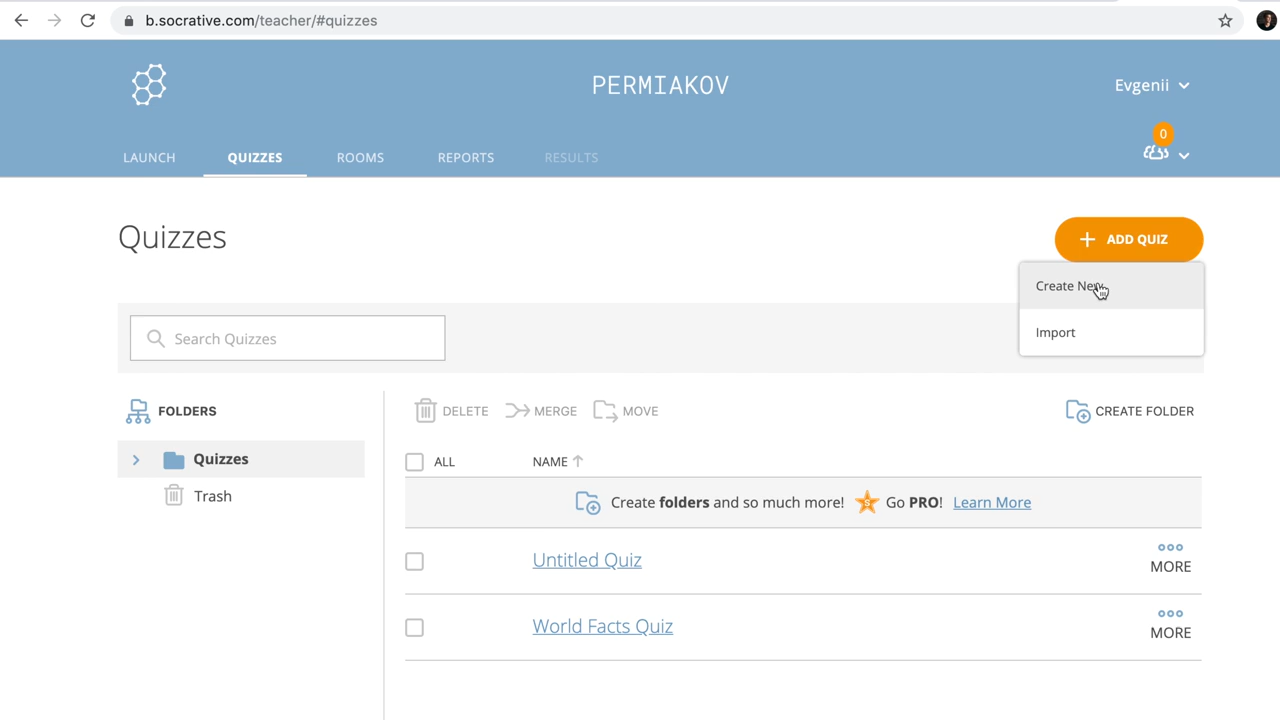 b.socrative.com/teacher/#quizzes
PERMIAKOV
Evgenii
0
LAUNCH QUIZZES ROOMS REPORTS RESULTS
Quizzes
ADD QUIZ
Create New
Import
Search Quizzes
FOLDERS
Quizzes
Trash
DELETE MERGE MOVE CREATE FOLDER
ALL NAME
Create folders and so much more! S Go PRO! Learn More
Untitled Quiz
MORE
World Facts Quiz
MORE